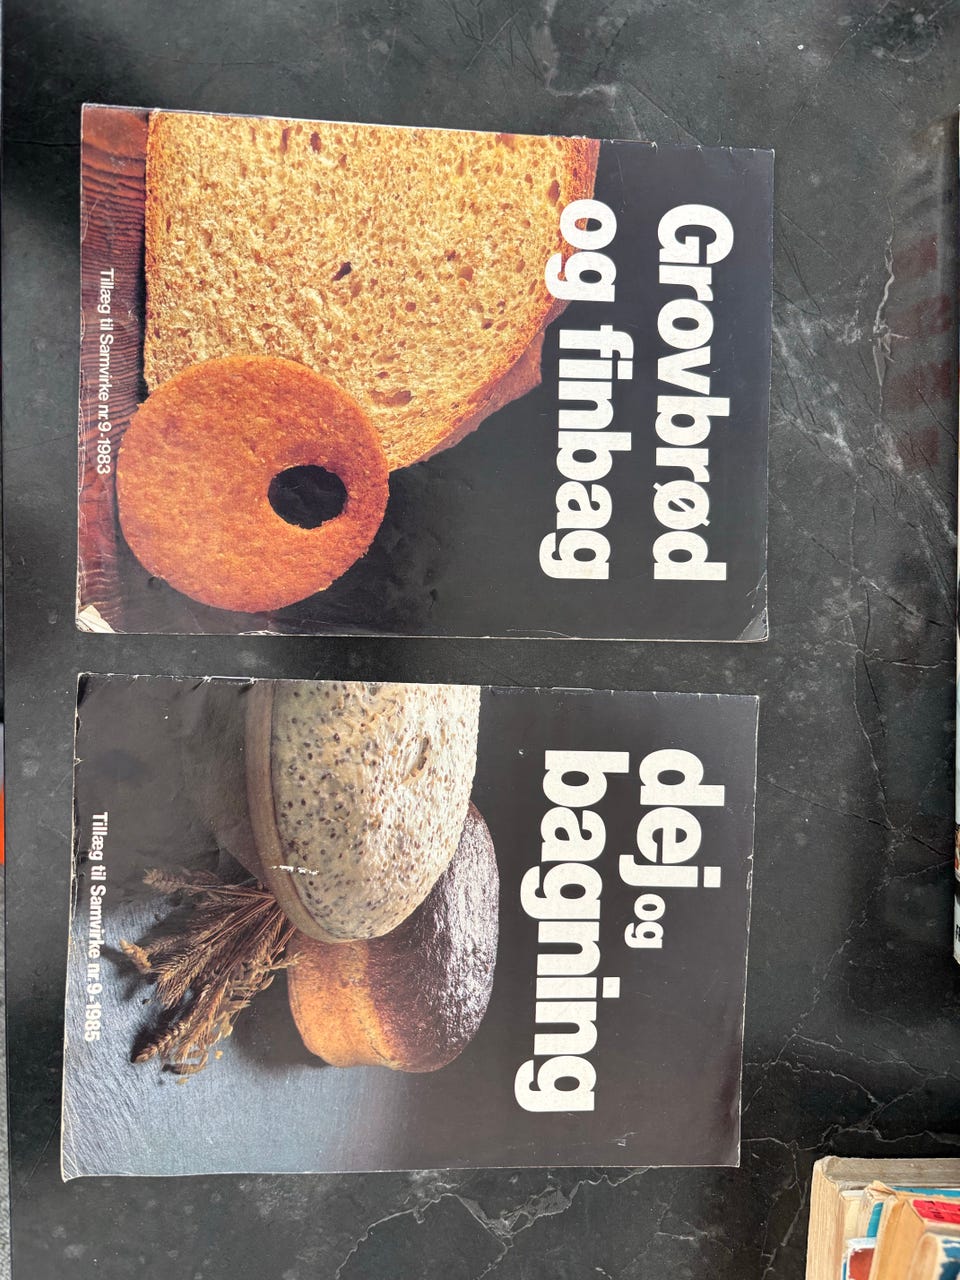 Grovbrød
og finbag
Tillæg til Samvirke nr. 9-1983
dej og
bagning
Tillæg til Samvirke nr. 9-1985